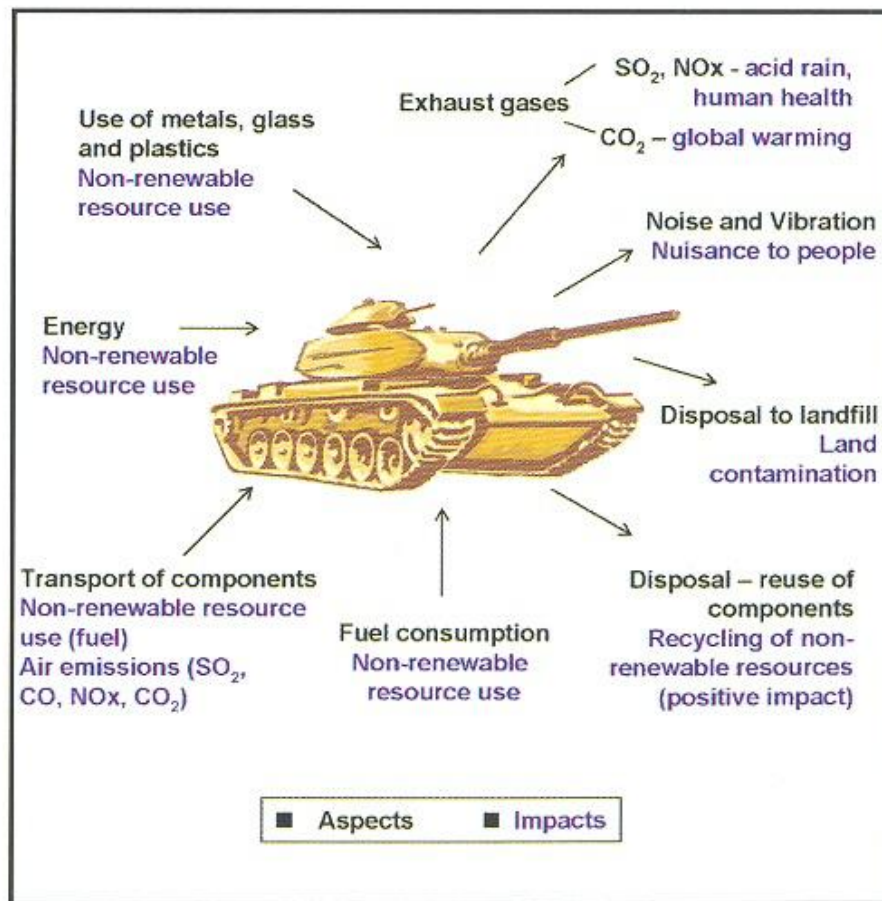 SO₂, NOx - acid rain,
human health
Exhaust gases
CO₂ – global warming
Use of metals, glass
and plastics
Non-renewable
resource use
Noise and Vibration
Nuisance to people
Energy
Non-renewable
resource use
Disposal to landfill
Land
contamination
Transport of components
Non-renewable resource
use (fuel)
Air emissions (SO₂,
CO, NOx, CO₂)
Fuel consumption
Non-renewable
resource use
Disposal – reuse of
components
Recycling of non-
renewable resources
(positive impact)
■ Aspects ■ Impacts